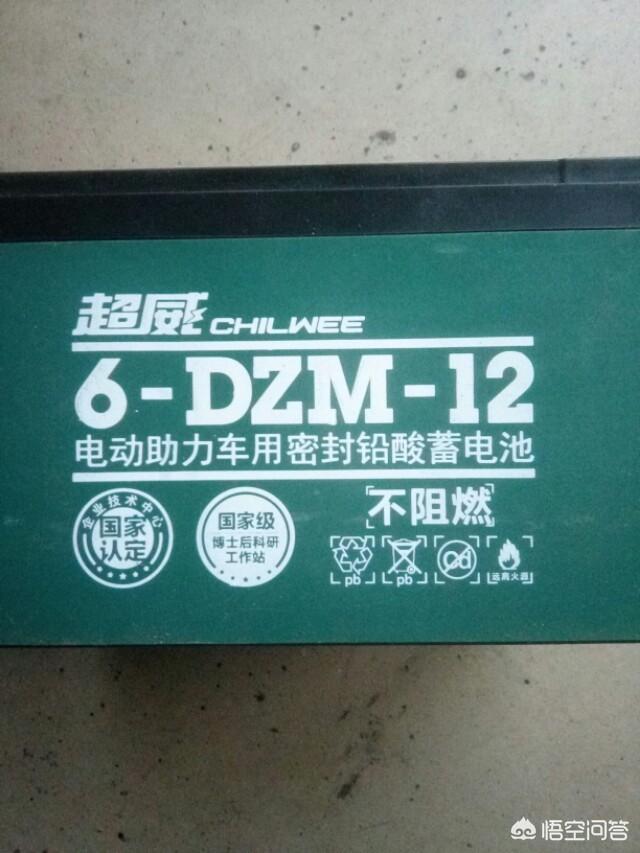 超威 CHILWEE
6-DZM-12
电动助力车用密封铅酸蓄电池
企业技术中心
国家
认定
国家级
博士后科研
工作站
不阻燃
pb
pb
cd
远离火源
悟空问答